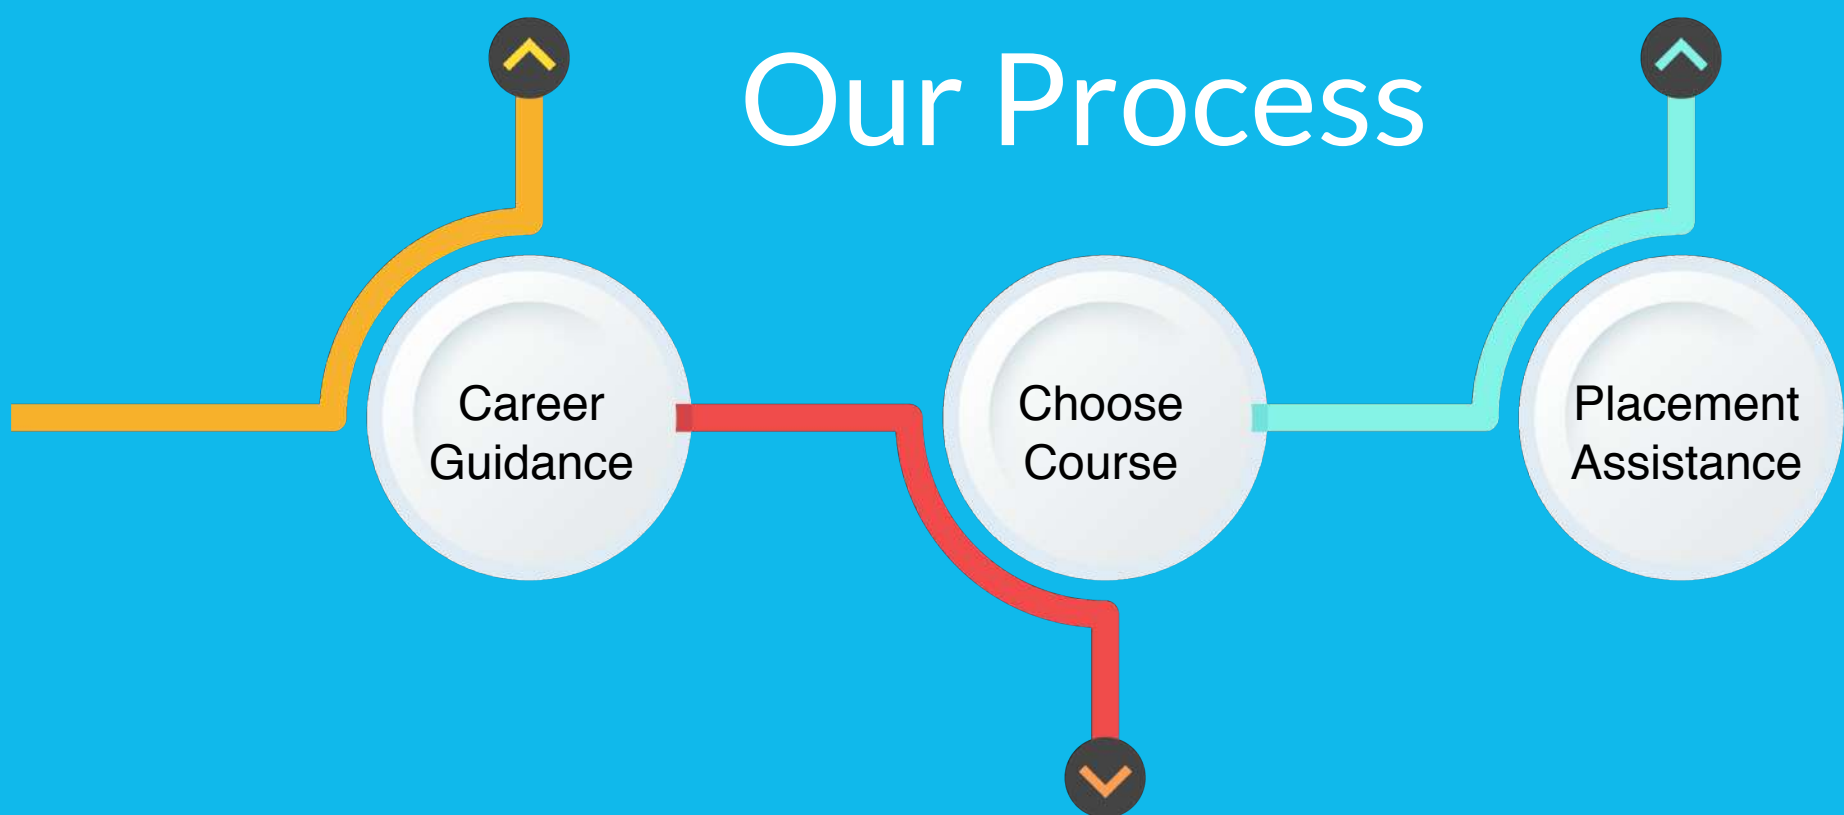 Our Process
Career
Guidance
Choose
Course
Placement
Assistance